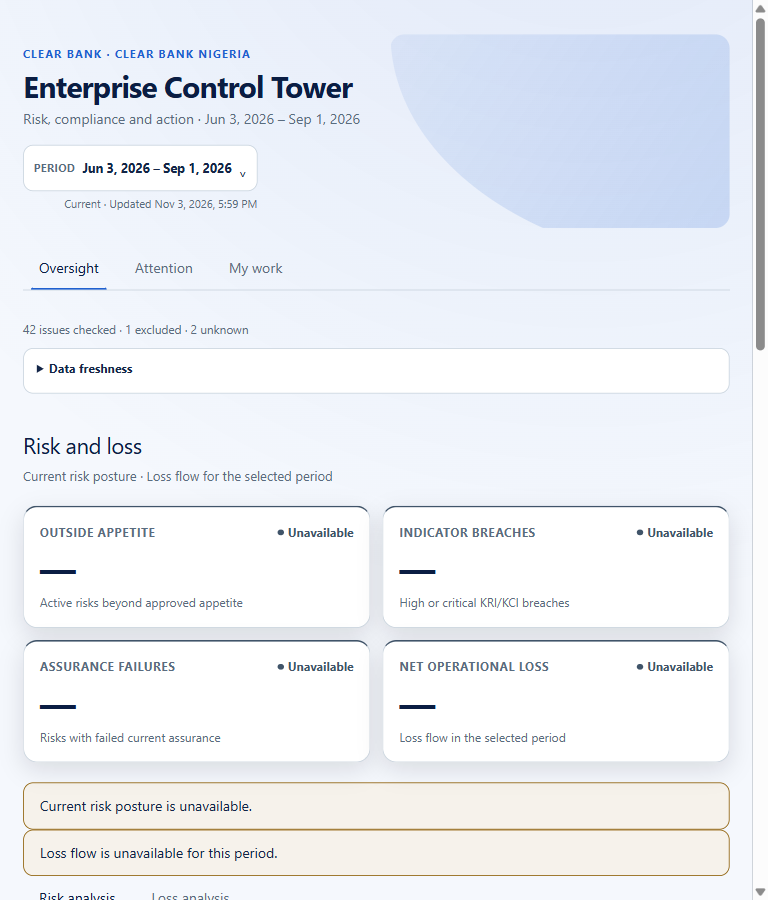 CLEAR BANK · CLEAR BANK NIGERIA
Enterprise Control Tower
Risk, compliance and action · Jun 3, 2026 – Sep 1, 2026
PERIOD Jun 3, 2026 – Sep 1, 2026 v
Current · Updated Nov 3, 2026, 5:59 PM
Oversight Attention My work
42 issues checked · 1 excluded · 2 unknown
Data freshness
Risk and loss
Current risk posture · Loss flow for the selected period
OUTSIDE APPETITE Unavailable
—
Active risks beyond approved appetite
INDICATOR BREACHES Unavailable
—
High or critical KRI/KCI breaches
ASSURANCE FAILURES Unavailable
—
Risks with failed current assurance
NET OPERATIONAL LOSS Unavailable
—
Loss flow in the selected period
Current risk posture is unavailable.
Loss flow is unavailable for this period.
Risk analysis Loss analysis